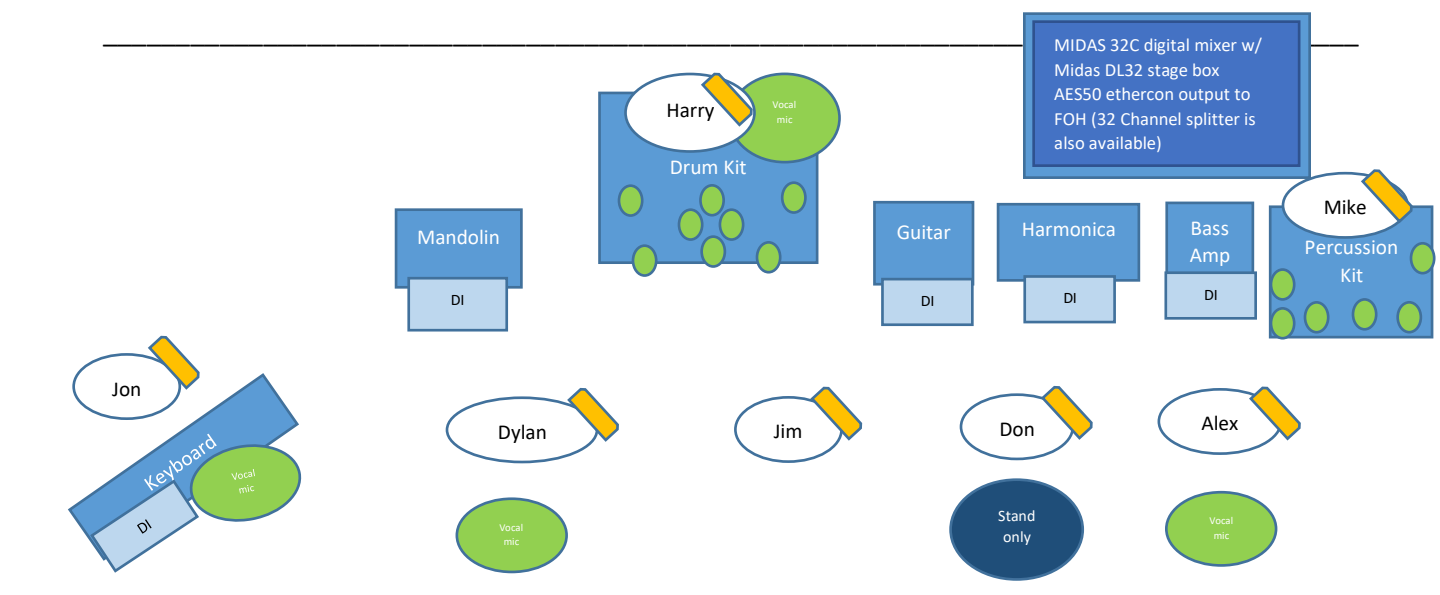 MIDAS 32C digital mixer w/
Midas DL32 stage box
AES50 ethercon output to
FOH (32 Channel splitter is
also available)
Harry
Vocal
mic
Drum Kit
Mandolin
DI
Guitar
DI
Harmonica
DI
Bass
Amp
DI
Mike
Percussion
Kit
Jon
Keyboard
DI
Vocal
mic
Dylan
Jim
Don
Alex
Vocal
mic
Stand
only
Vocal
mic